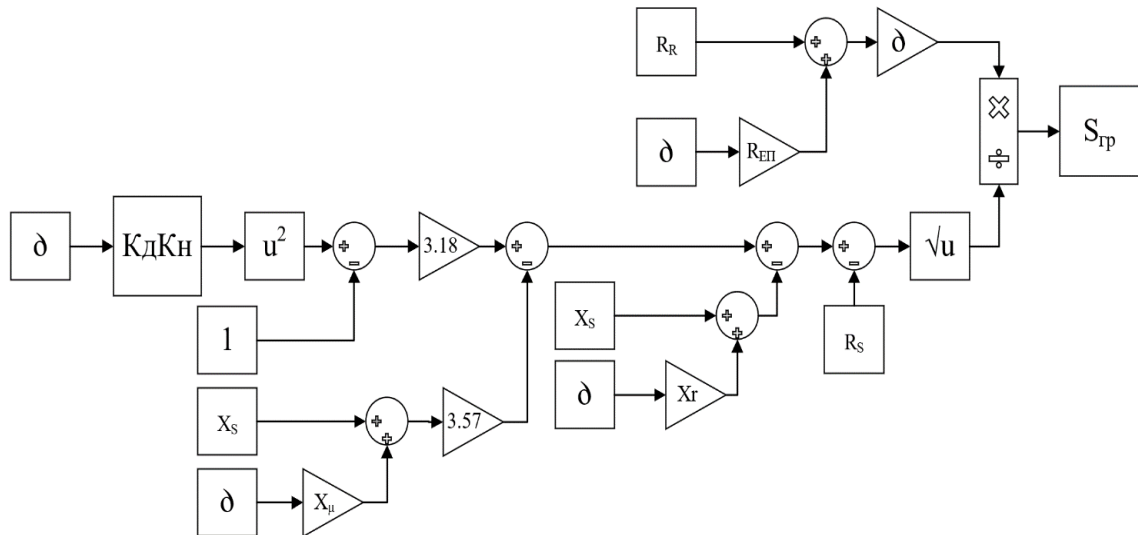 R_R
+
+
∂
∂
R_ЕП
×
÷
S_гр
∂
КдКн
u²
+
−
3.18
+
−
+
−
+
−
√u
1
X_S
+
+
R_S
∂
Xr
X_S
+
+
3.57
∂
X_μ